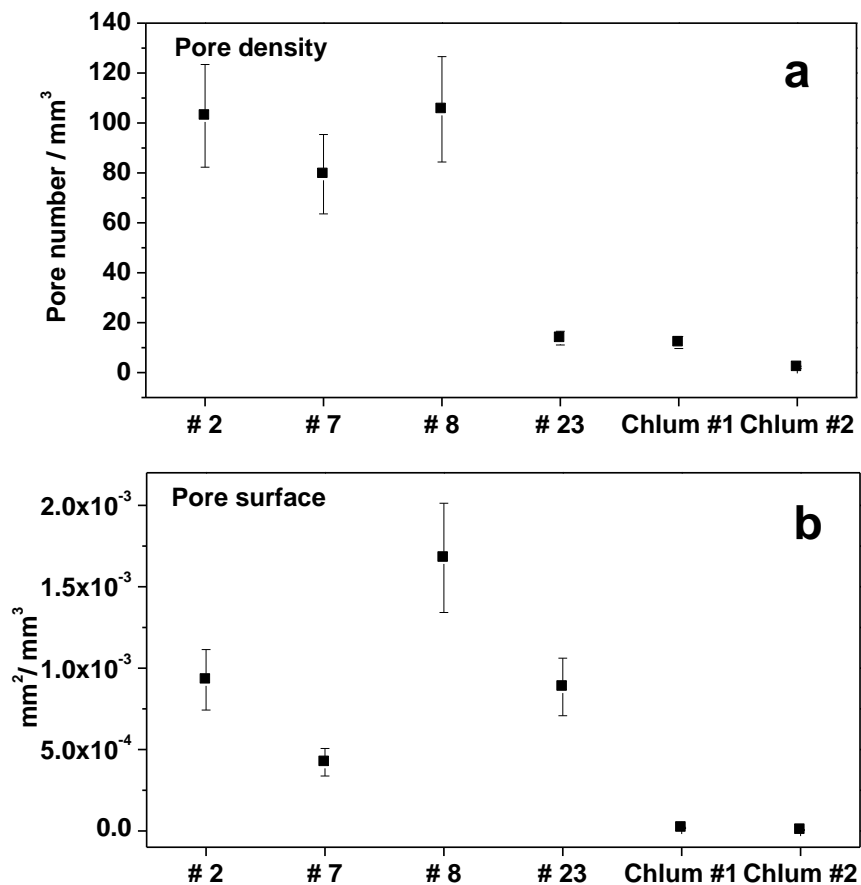 Pore density
a
Pore number / mm³
140
120
100
80
60
40
20
0
# 2 # 7 # 8 # 23 Chlum #1 Chlum #2
Pore surface
b
mm²/ mm³
2.0x10⁻³
1.5x10⁻³
1.0x10⁻³
5.0x10⁻⁴
0.0
# 2 # 7 # 8 # 23 Chlum #1 Chlum #2